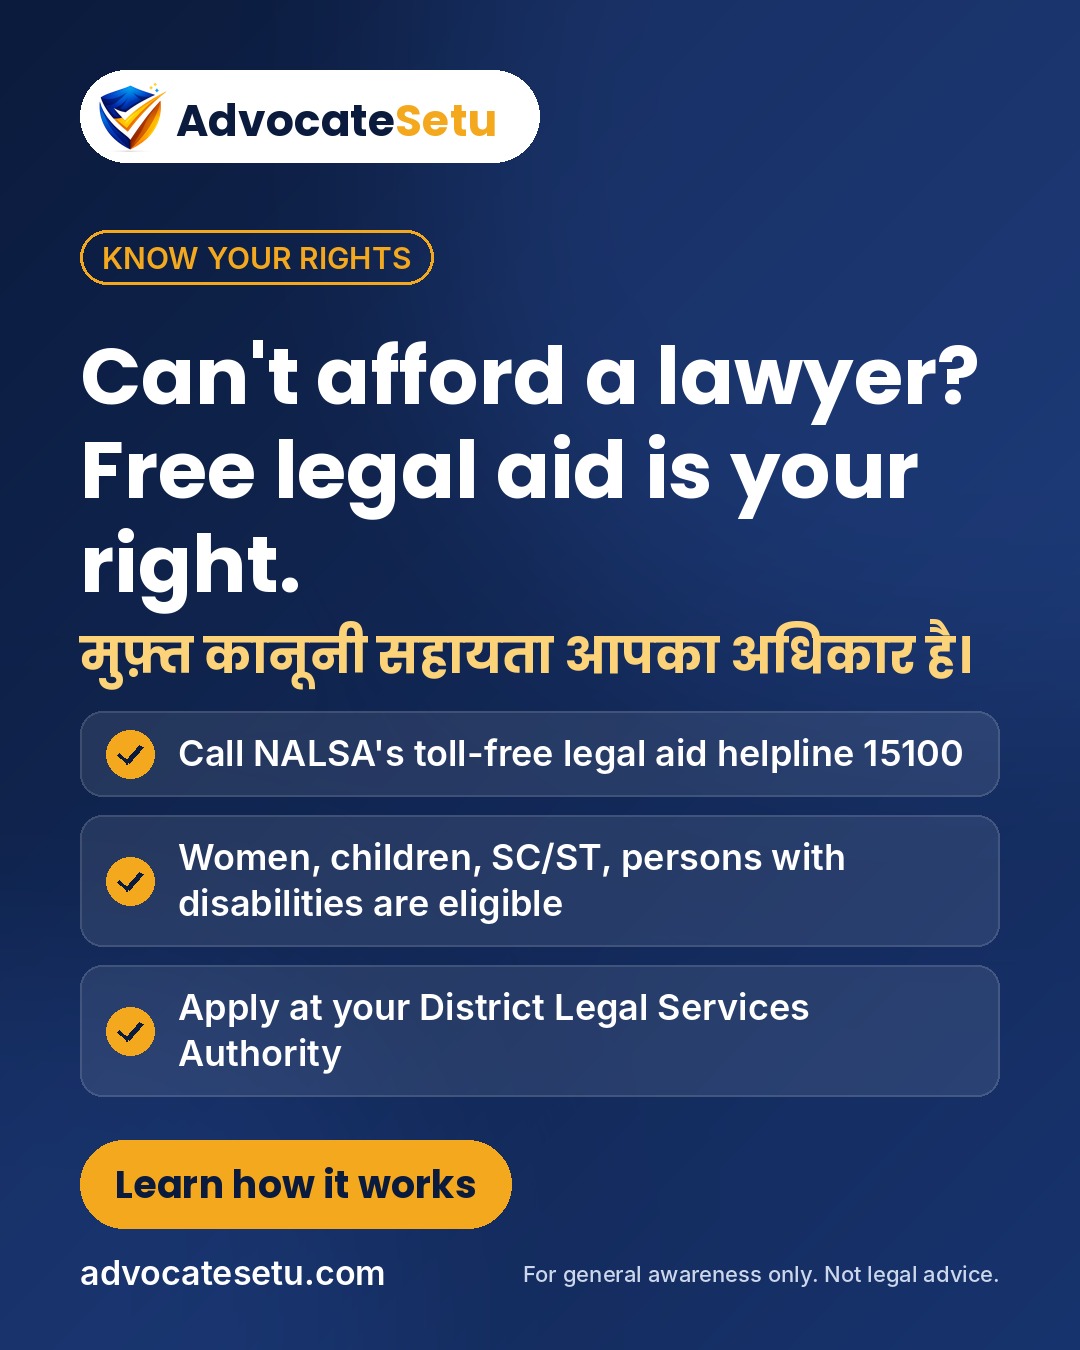 AdvocateSetu
KNOW YOUR RIGHTS
Can't afford a lawyer?
Free legal aid is your
right.
मुफ़्त कानूनी सहायता आपका अधिकार है।
Call NALSA's toll-free legal aid helpline 15100
Women, children, SC/ST, persons with
disabilities are eligible
Apply at your District Legal Services
Authority
Learn how it works
advocatesetu.com
For general awareness only. Not legal advice.